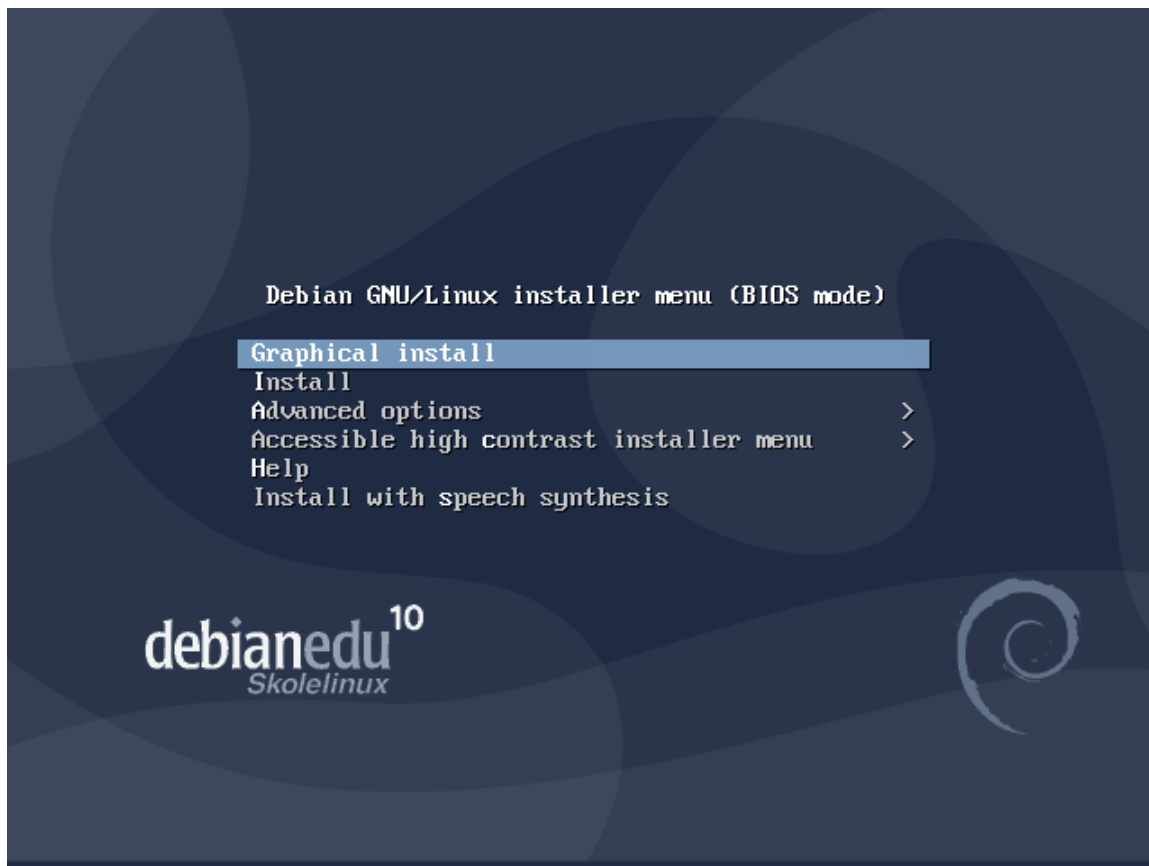 Debian GNU/Linux installer menu (BIOS mode)
Graphical install
Install
Advanced options >
Accessible high contrast installer menu >
Help
Install with speech synthesis
debianedu 10
Skolelinux